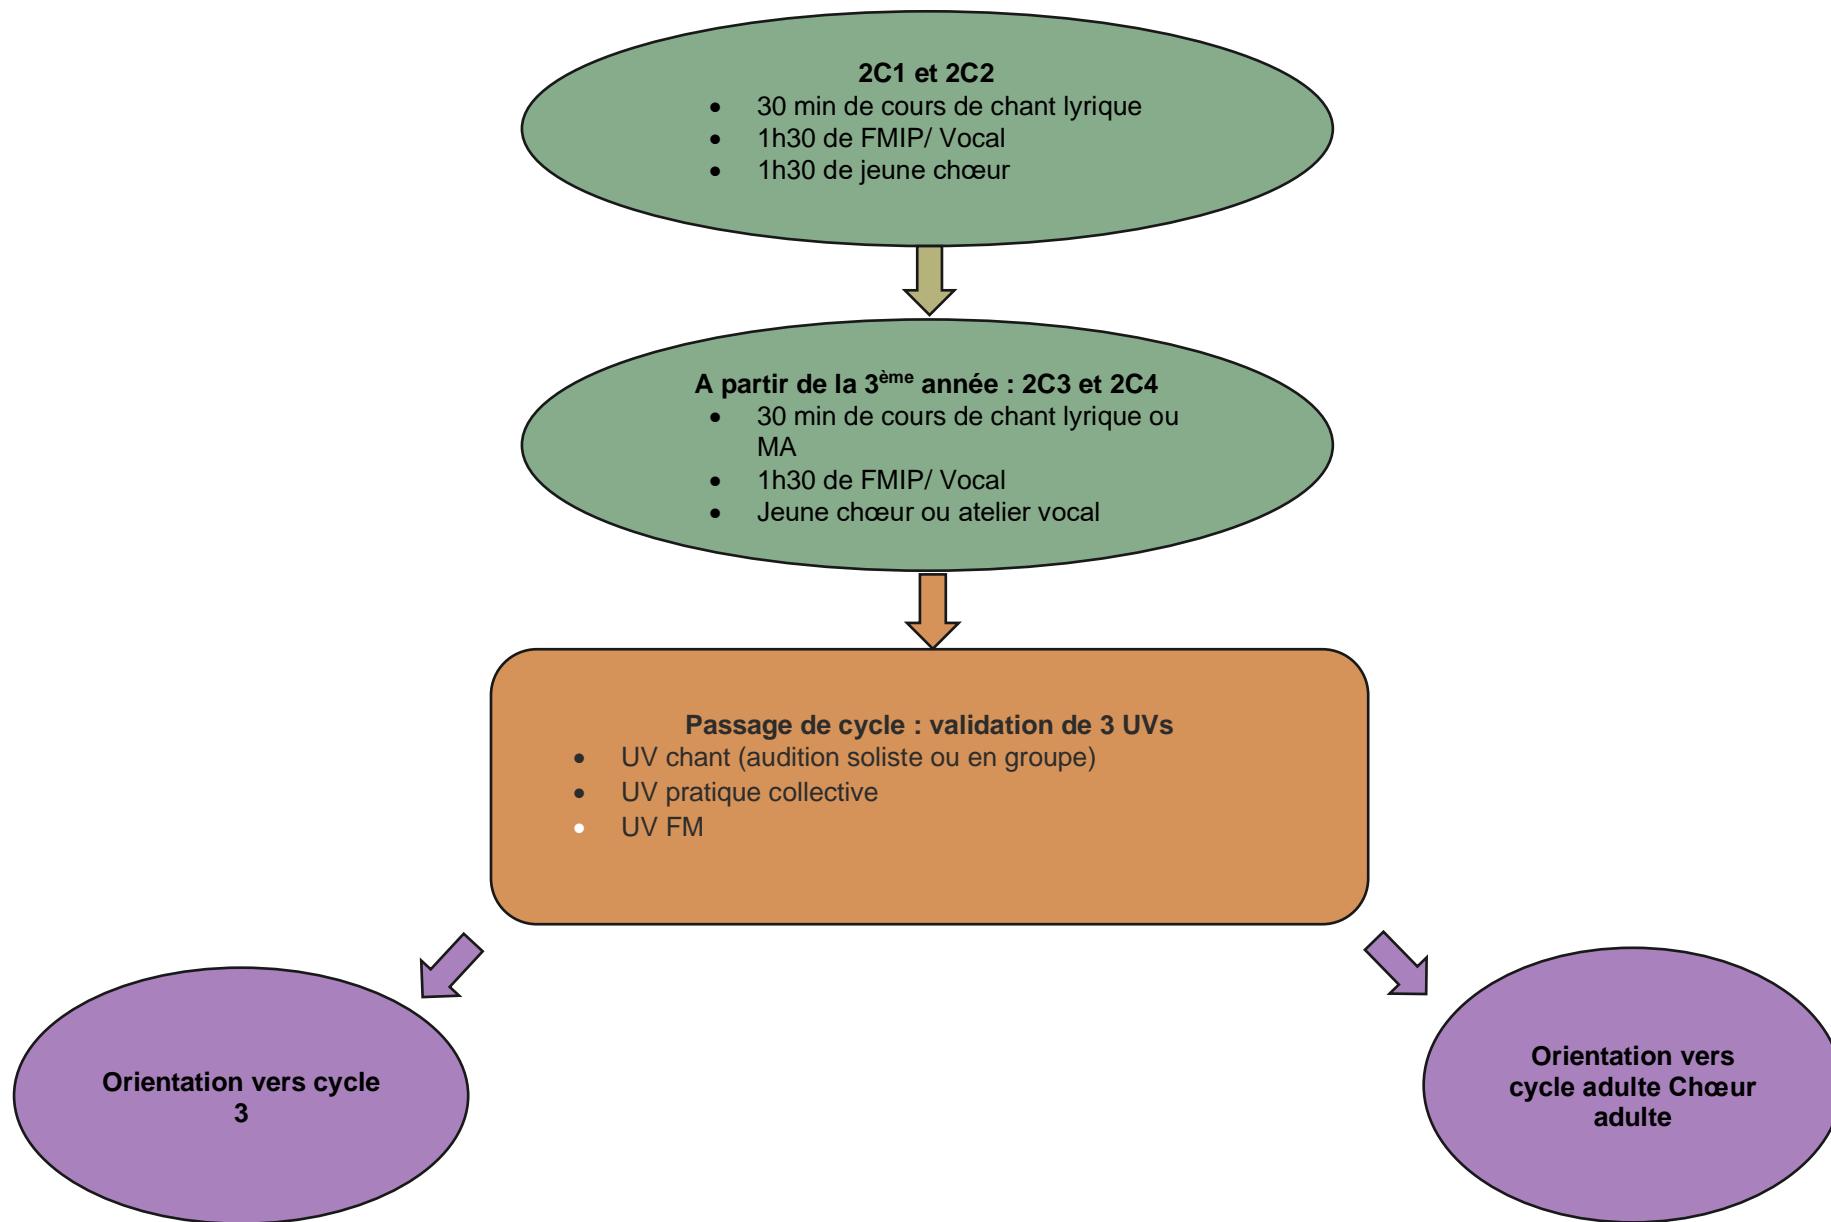 2C1 et 2C2
• 30 min de cours de chant lyrique
• 1h30 de FMIP/ Vocal
• 1h30 de jeune chœur
A partir de la 3ème année : 2C3 et 2C4
• 30 min de cours de chant lyrique ou
MA
• 1h30 de FMIP/ Vocal
• Jeune chœur ou atelier vocal
Passage de cycle : validation de 3 UVs
• UV chant (audition soliste ou en groupe)
• UV pratique collective
• UV FM
Orientation vers cycle
3
Orientation vers
cycle adulte Chœur
adulte